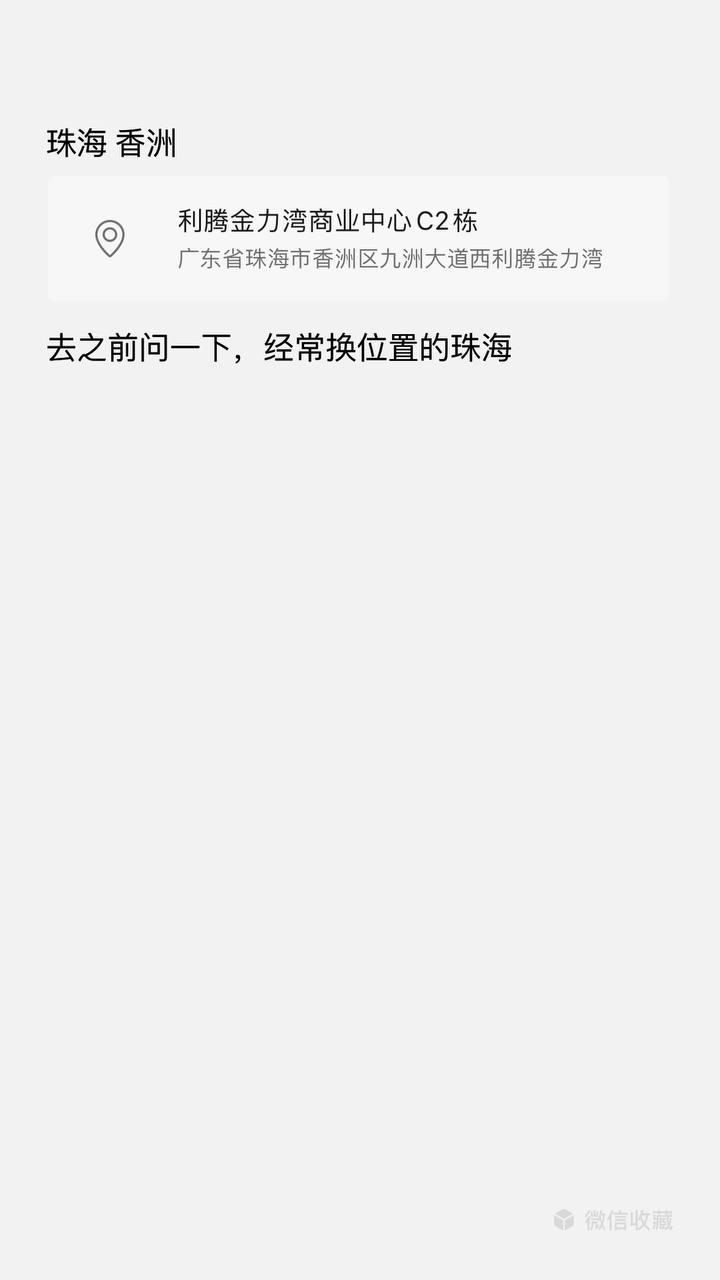 珠海 香洲
利腾金力湾商业中心C2栋
广东省珠海市香洲区九洲大道西利腾金力湾
去之前问一下，经常换位置的珠海
微信收藏